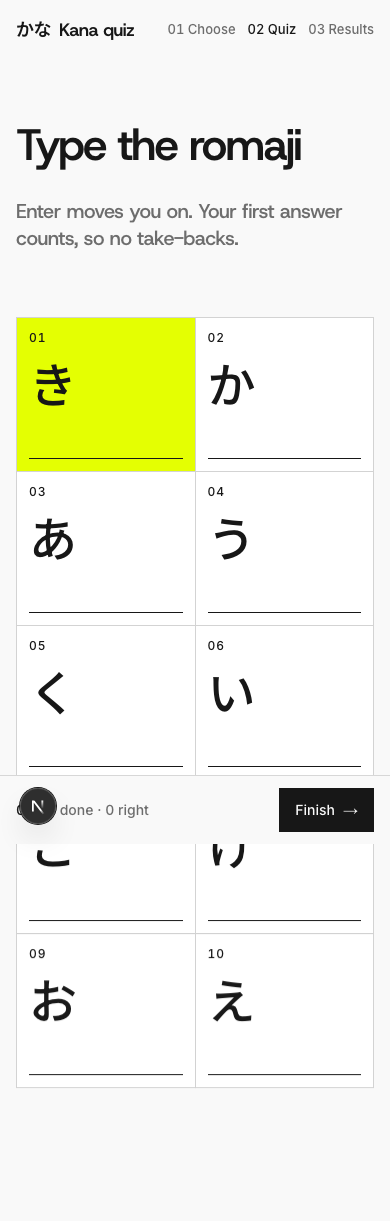 かな Kana quiz
01 Choose 02 Quiz 03 Results
Type the romaji
Enter moves you on. Your first answer
counts, so no take-backs.
01 02
き か
03 04
あ う
05 06
く い
N done · 0 right
Finish →
こ け
09 10
お え